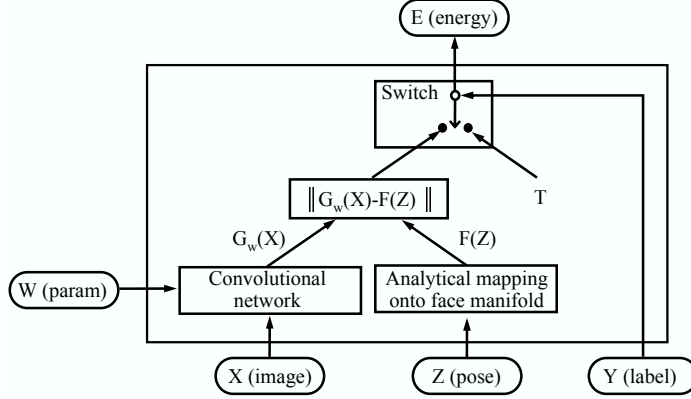 E (energy)
Switch
T
‖G_w(X)-F(Z)‖
G_w(X)
F(Z)
W (param)
Convolutional
network
Analytical mapping
onto face manifold
X (image)
Z (pose)
Y (label)